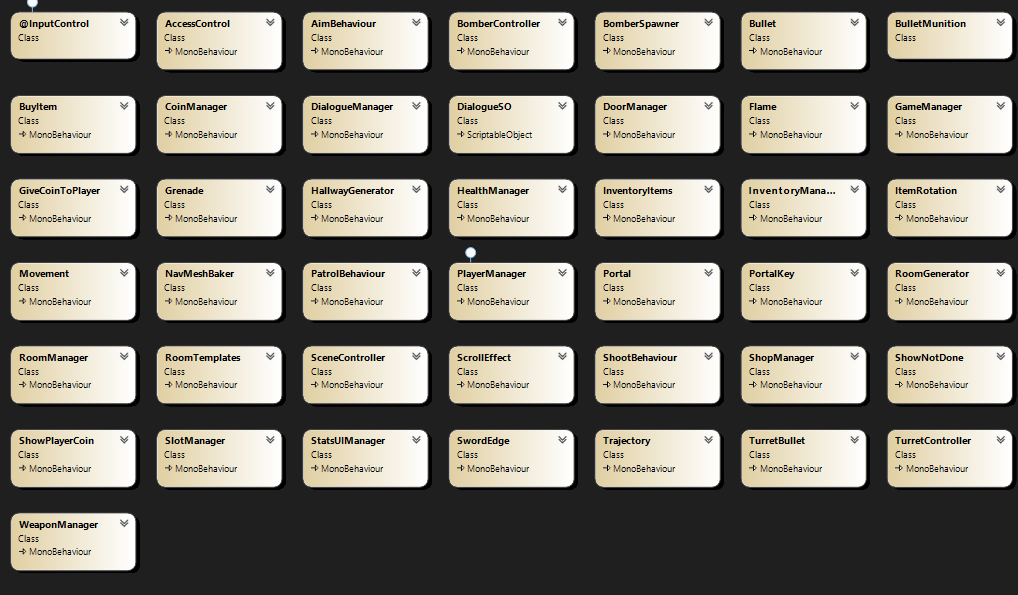 @InputControl
Class
AccessControl
Class
MonoBehaviour
AimBehaviour
Class
MonoBehaviour
BomberController
Class
MonoBehaviour
BomberSpawner
Class
MonoBehaviour
Bullet
Class
MonoBehaviour
BulletMunition
Class
BuyItem
Class
MonoBehaviour
CoinManager
Class
MonoBehaviour
DialogueManager
Class
MonoBehaviour
DialogueSO
Class
ScriptableObject
DoorManager
Class
MonoBehaviour
Flame
Class
MonoBehaviour
GameManager
Class
MonoBehaviour
GiveCoinToPlayer
Class
MonoBehaviour
Grenade
Class
MonoBehaviour
HallwayGenerator
Class
MonoBehaviour
HealthManager
Class
MonoBehaviour
InventoryItems
Class
MonoBehaviour
InventoryMana...
Class
MonoBehaviour
ItemRotation
Class
MonoBehaviour
Movement
Class
MonoBehaviour
NavMeshBaker
Class
MonoBehaviour
PatrolBehaviour
Class
MonoBehaviour
PlayerManager
Class
MonoBehaviour
Portal
Class
MonoBehaviour
PortalKey
Class
MonoBehaviour
RoomGenerator
Class
MonoBehaviour
RoomManager
Class
MonoBehaviour
RoomTemplates
Class
MonoBehaviour
SceneController
Class
MonoBehaviour
ScrollEffect
Class
MonoBehaviour
ShootBehaviour
Class
MonoBehaviour
ShopManager
Class
MonoBehaviour
ShowNotDone
Class
MonoBehaviour
ShowPlayerCoin
Class
MonoBehaviour
SlotManager
Class
MonoBehaviour
StatsUIManager
Class
MonoBehaviour
SwordEdge
Class
MonoBehaviour
Trajectory
Class
MonoBehaviour
TurretBullet
Class
MonoBehaviour
TurretController
Class
MonoBehaviour
WeaponManager
Class
MonoBehaviour